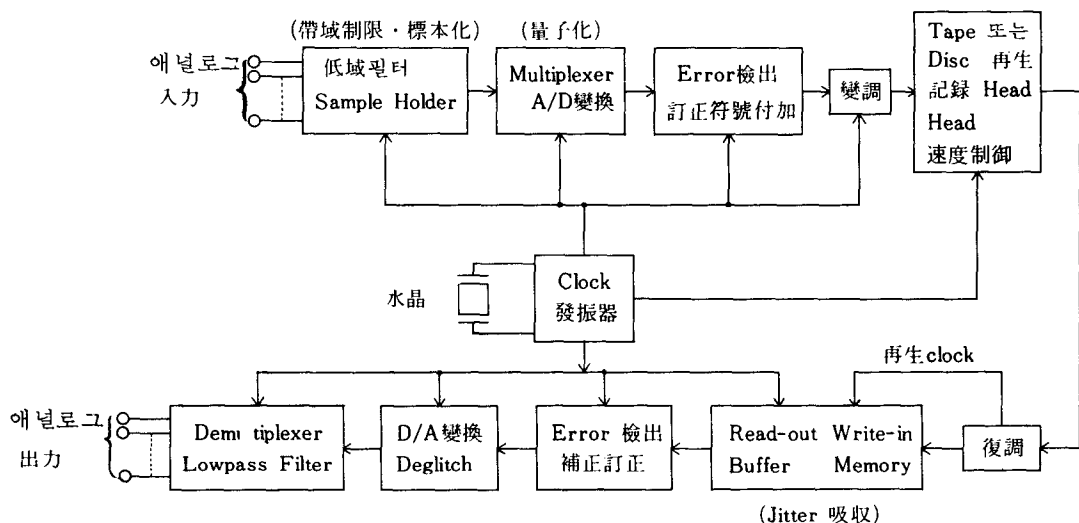 (帶域制限·標本化)
(量子化)
애널로그
入力
低域필터
Sample Holder
Multiplexer
A/D變換
Error檢出
訂正符號付加
變調
Tape 또는
Disc 再生
記録 Head
Head
速度制御
水晶
Clock
發振器
再生clock
애널로그
出力
Demu tiplexer
Lowpass Filter
D/A變換
Deglitch
Error 檢出
補正訂正
Read-out Write-in
Buffer Memory
復調
(Jitter 吸収)